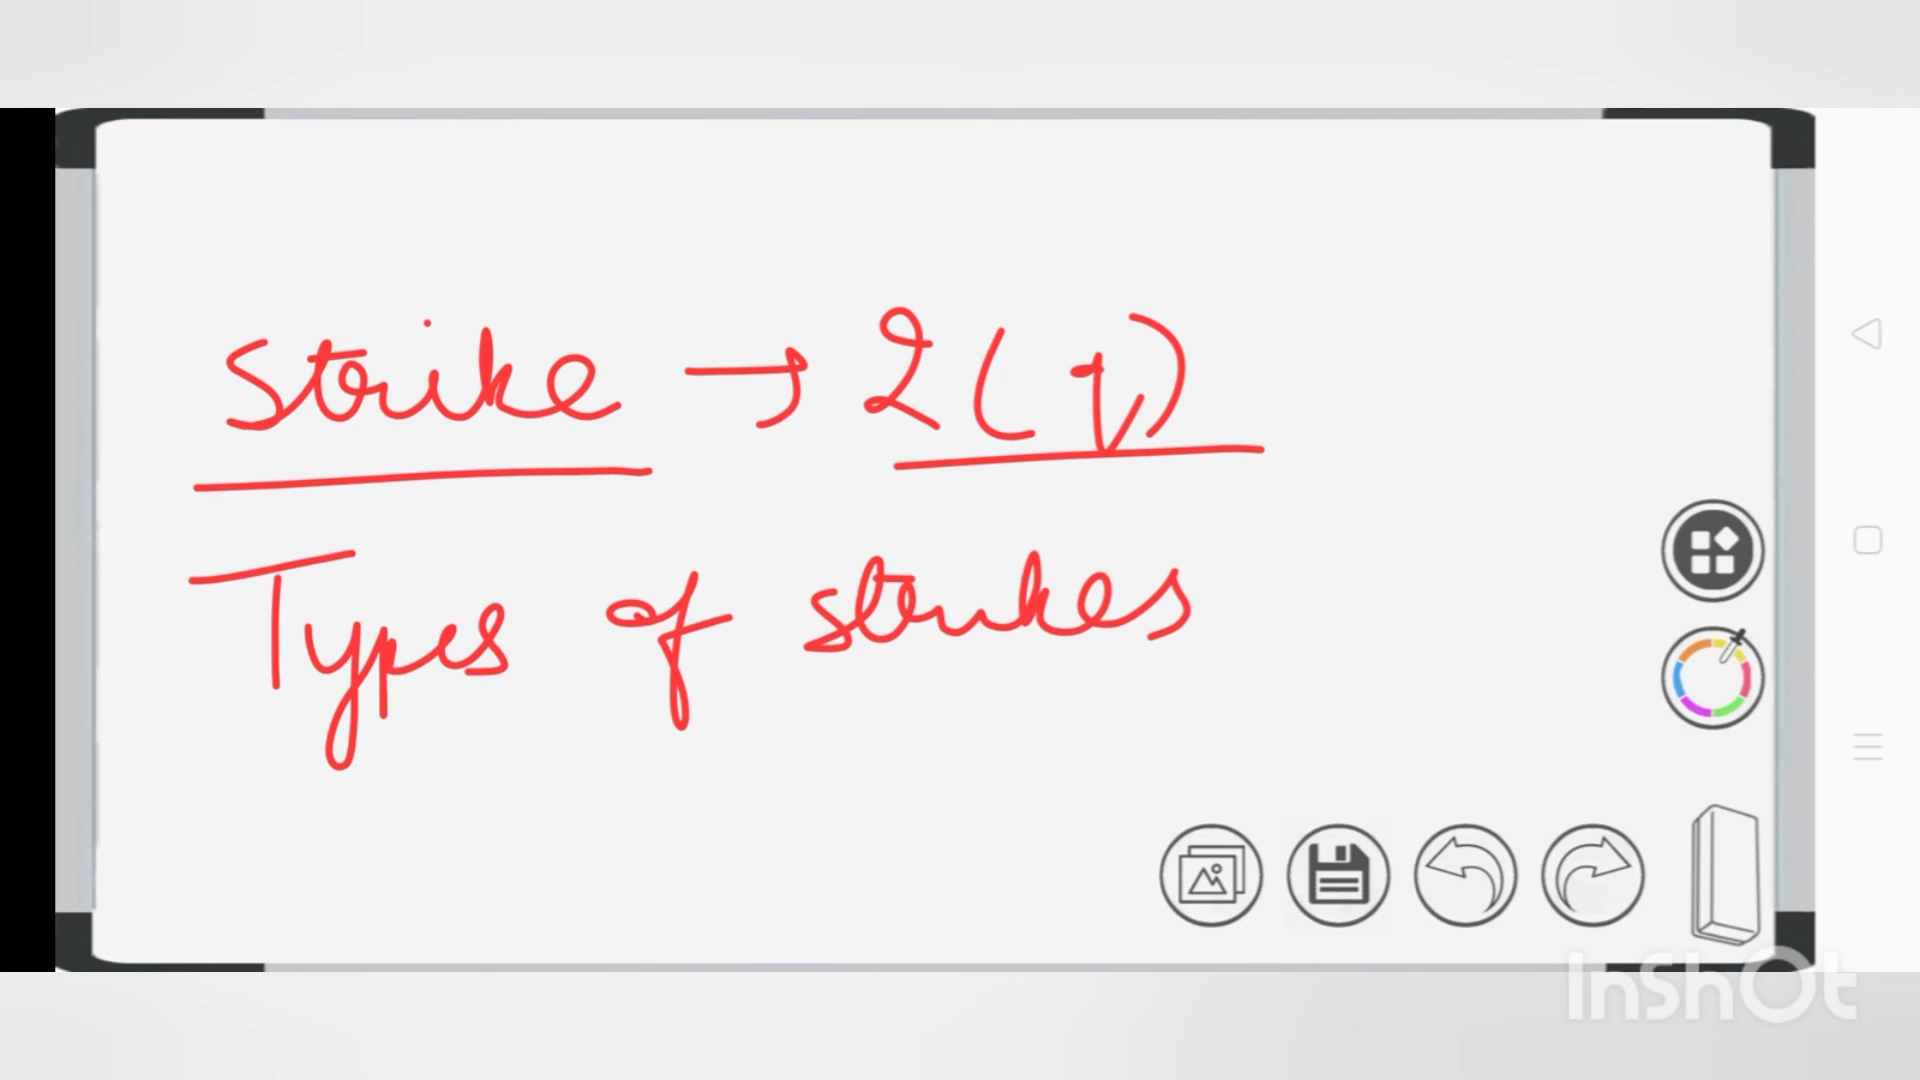 Strike → 2(q)
Types of strikes
InShOt